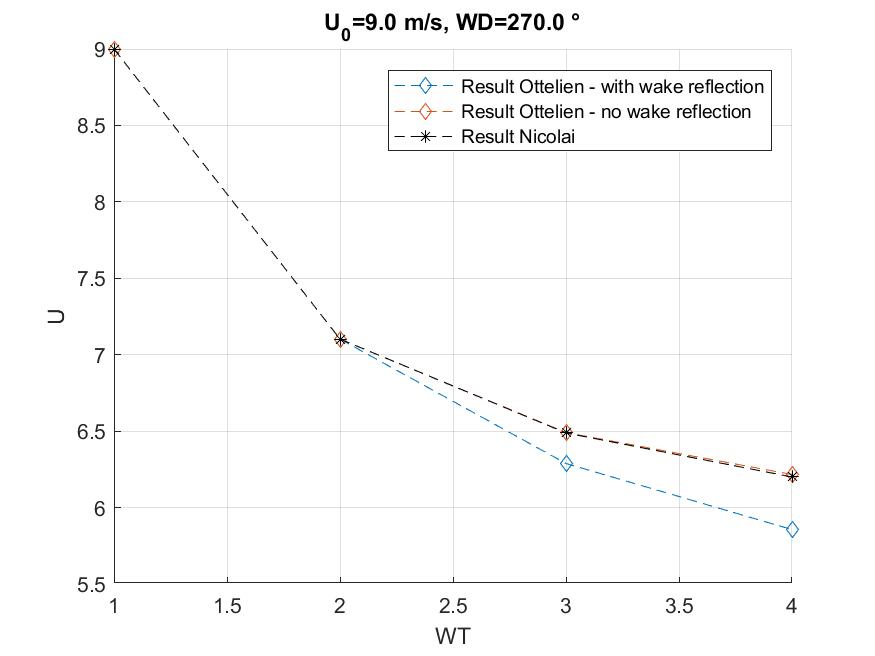 U0=9.0 m/s, WD=270.0 °
Result Ottelien - with wake reflection
Result Ottelien - no wake reflection
Result Nicolai
9
8.5
8
7.5
7
6.5
6
5.5
U
1
1.5
2
2.5
3
3.5
4
WT